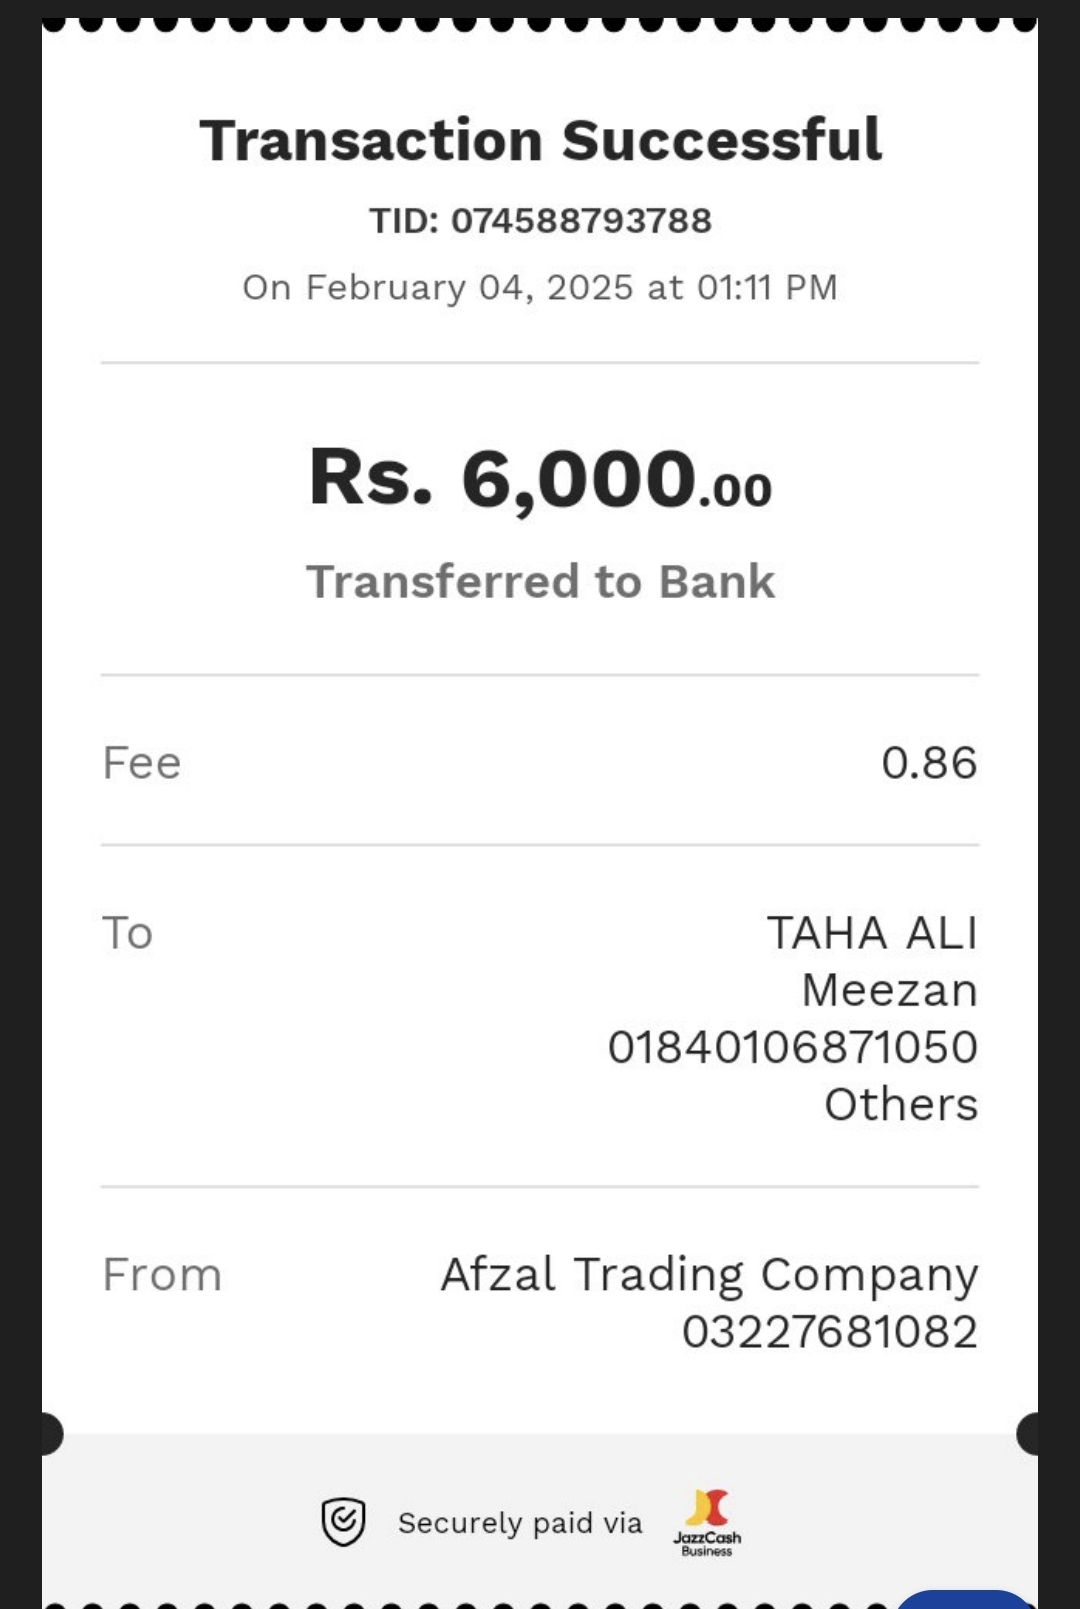 Transaction Successful
TID: 074588793788
On February 04, 2025 at 01:11 PM
Rs. 6,000.00
Transferred to Bank
Fee 0.86
To TAHA ALI
Meezan
01840106871050
Others
From Afzal Trading Company
03227681082
Securely paid via JazzCash
Business